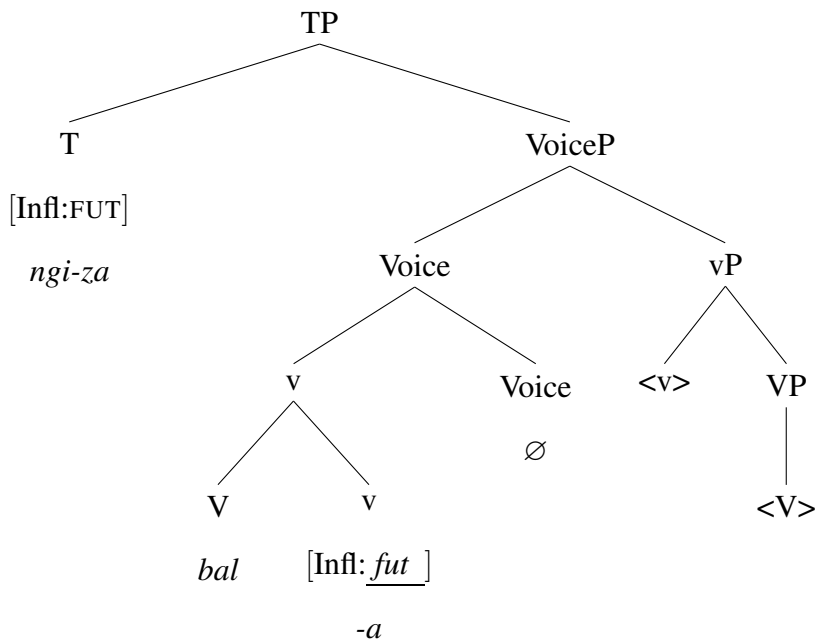 TP
T VoiceP
[Infl:FUT]
ngi-za
Voice vP
v Voice <v> VP
∅
V v <V>
bal [Infl: fut ]
-a